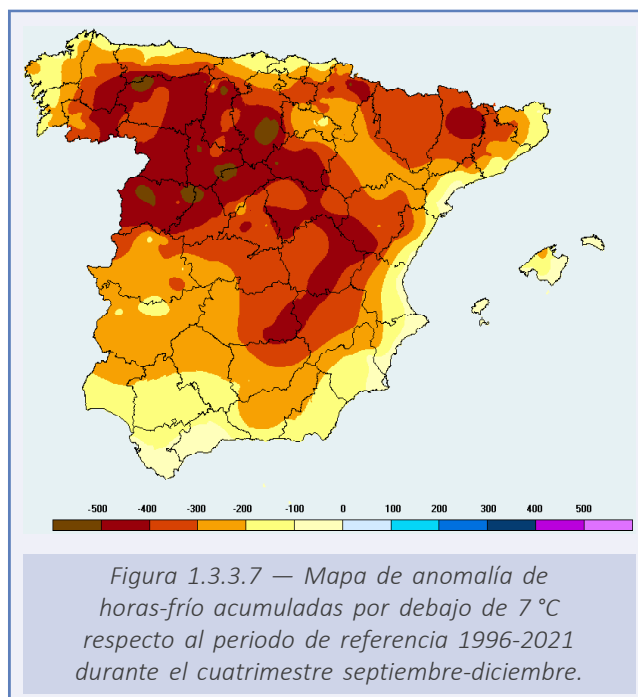 -500 -400 -300 -200 -100 0 100 200 300 400 500
Figura 1.3.3.7 — Mapa de anomalía de
horas-frío acumuladas por debajo de 7 °C
respecto al periodo de referencia 1996-2021
durante el cuatrimestre septiembre-diciembre.